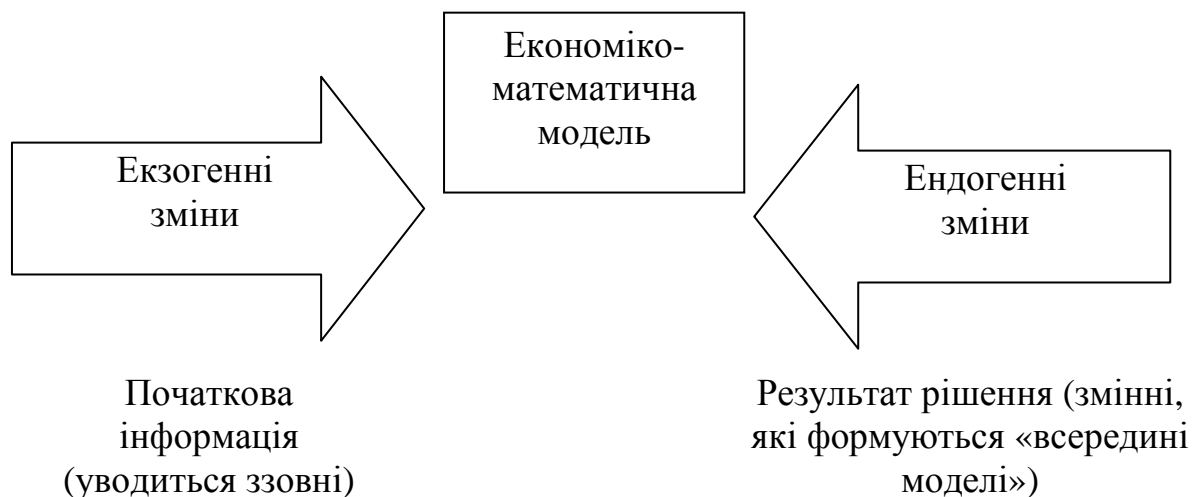 Економіко-
математична
модель
Екзогенні
зміни
Ендогенні
зміни
Початкова
інформація
(уводиться ззовні)
Результат рішення (змінні,
які формуються «всередині
моделі»)